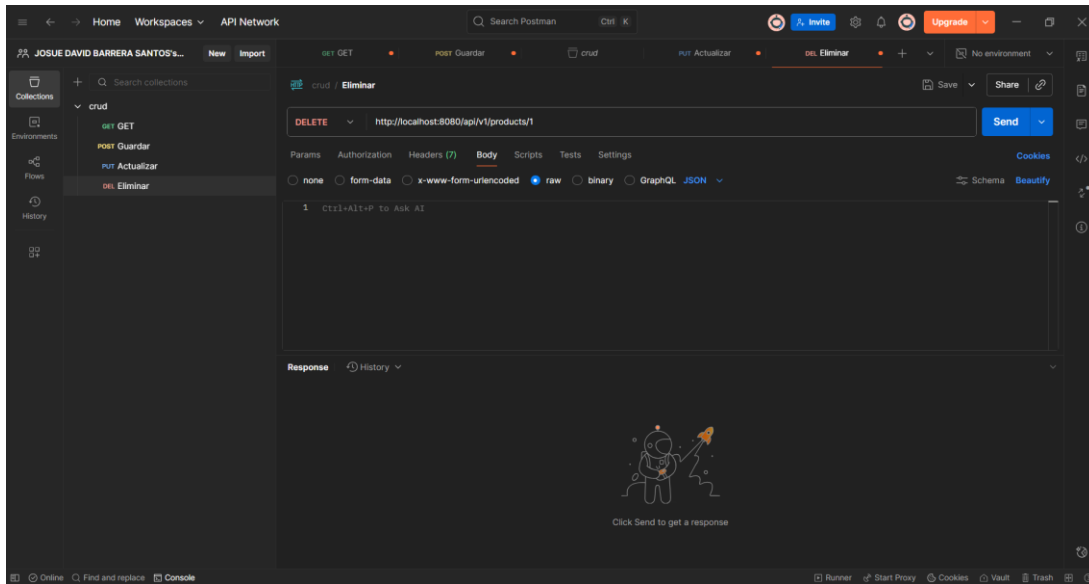 Home Workspaces API Network Search Postman Ctrl K Invite Upgrade
JOSUE DAVID BARRERA SANTOS's... New Import GET GET POST Guardar crud PUT Actualizar DEL Eliminar No environment
Collections
Search collections
crud / Eliminar Save Share
crud
GET GET
POST Guardar
PUT Actualizar
DEL Eliminar
Environments
Flows
History
DELETE http://localhost:8080/api/v1/products/1 Send
Params Authorization Headers (7) Body Scripts Tests Settings Cookies
none form-data x-www-form-urlencoded raw binary GraphQL JSON Schema Beautify
1 Ctrl+Alt+P to Ask AI
Response History
Click Send to get a response
Online Find and replace Console Runner Start Proxy Cookies Vault Trash